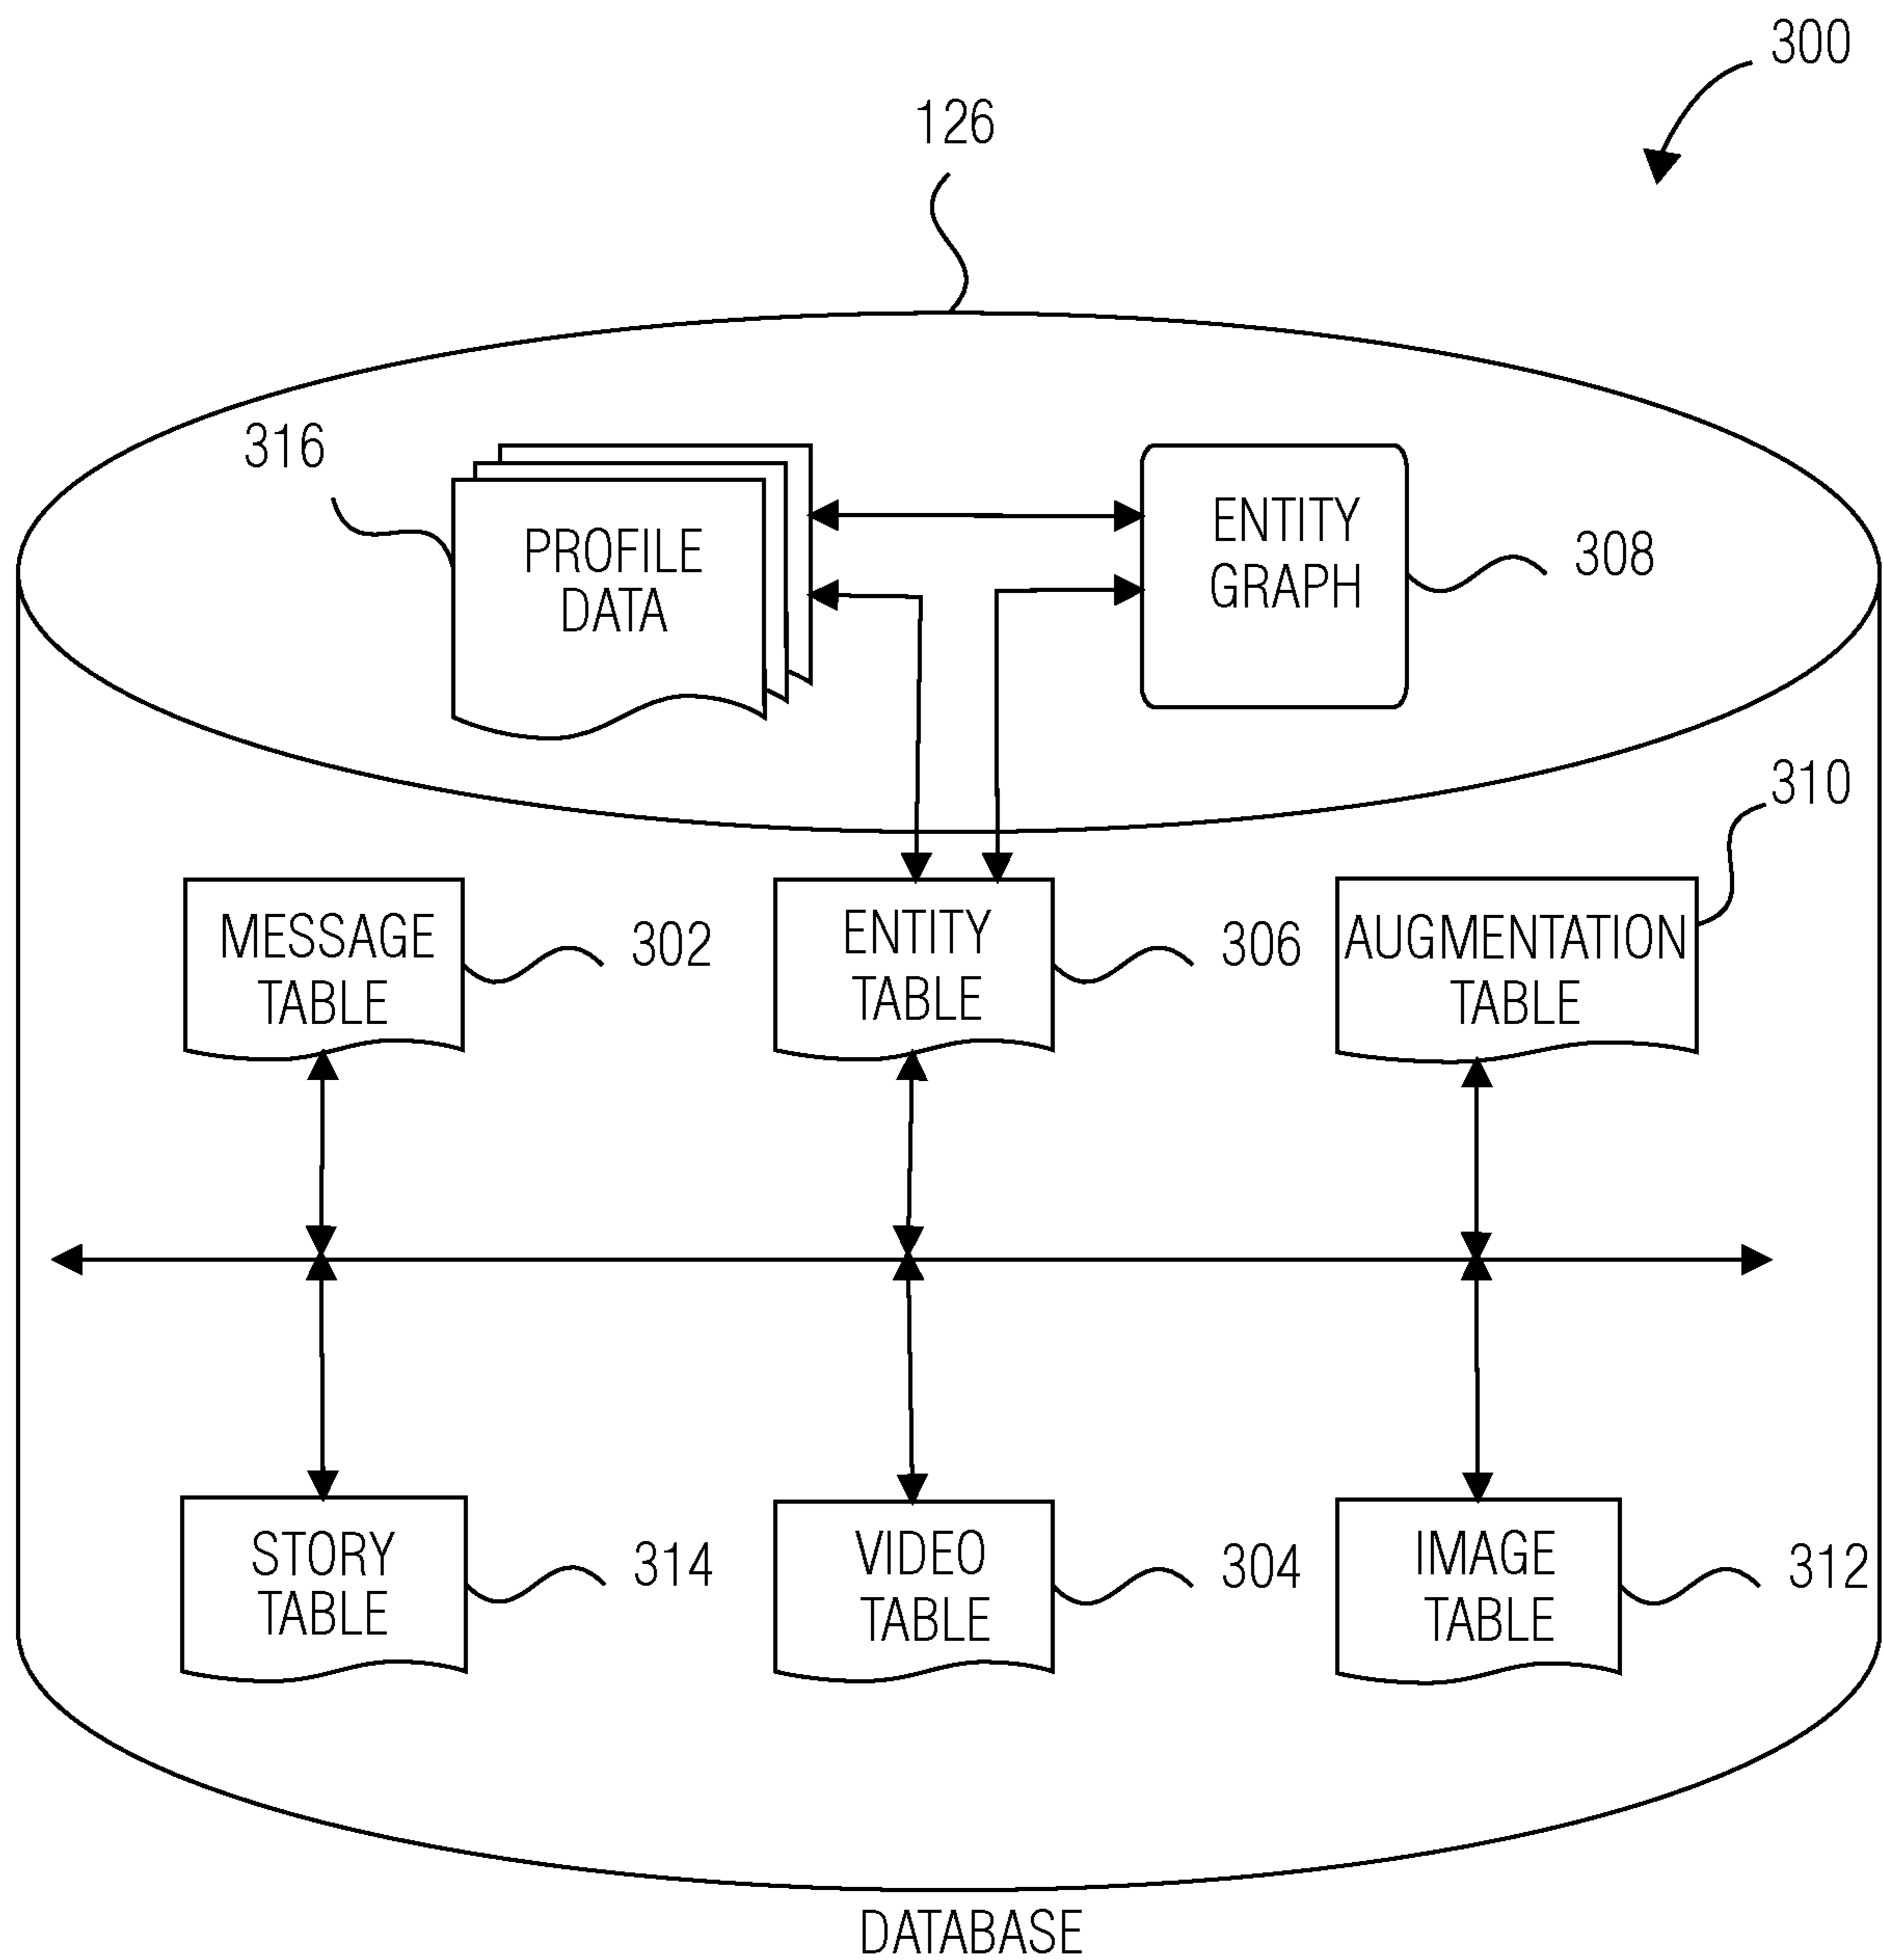 300
126
316
PROFILE
DATA
ENTITY
GRAPH
308
310
MESSAGE
TABLE
302
ENTITY
TABLE
306
AUGMENTATION
TABLE
STORY
TABLE
314
VIDEO
TABLE
304
IMAGE
TABLE
312
DATABASE